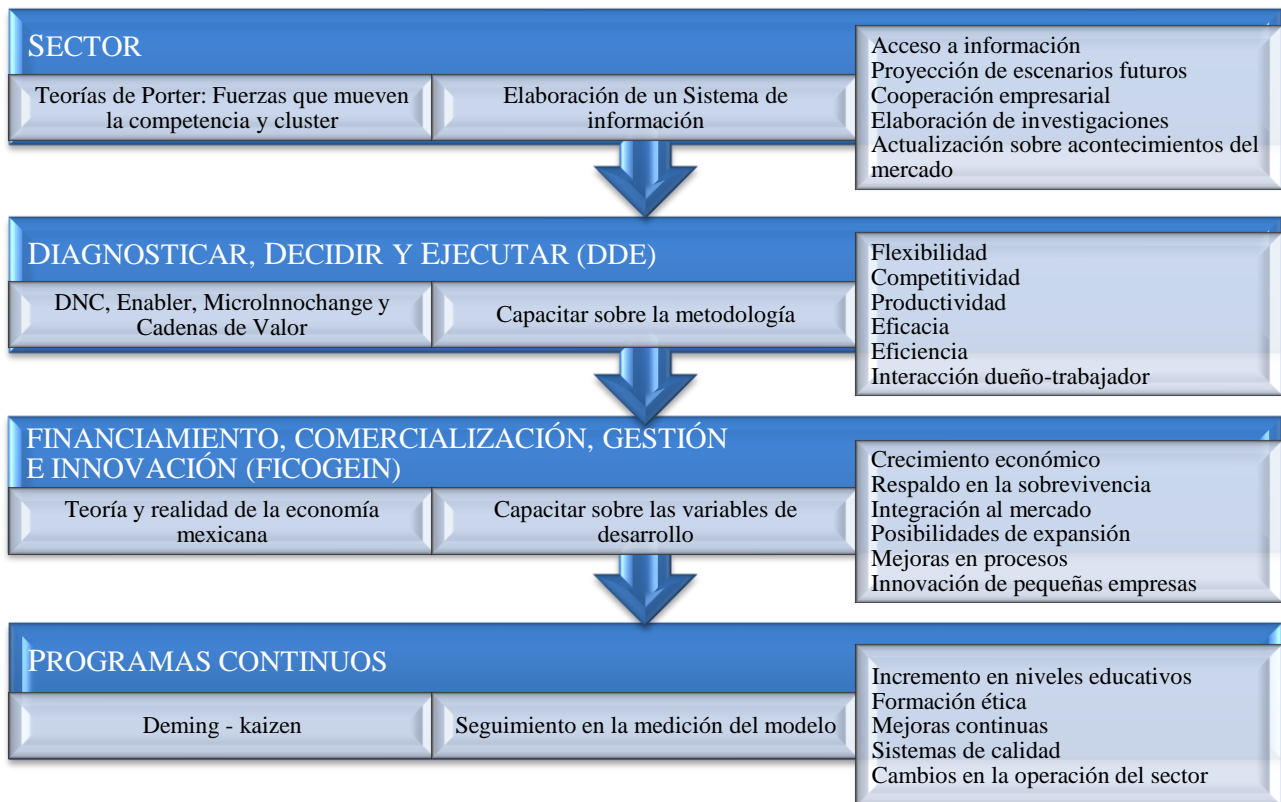 SECTOR
Teorías de Porter: Fuerzas que mueven
la competencia y cluster
Elaboración de un Sistema de
información
Acceso a información
Proyección de escenarios futuros
Cooperación empresarial
Elaboración de investigaciones
Actualización sobre acontecimientos del
mercado
DIAGNOSTICAR, DECIDIR Y EJECUTAR (DDE)
DNC, Enabler, MicroInnochange y
Cadenas de Valor
Capacitar sobre la metodología
Flexibilidad
Competitividad
Productividad
Eficacia
Eficiencia
Interacción dueño-trabajador
FINANCIAMIENTO, COMERCIALIZACIÓN, GESTIÓN
E INNOVACIÓN (FICOGEIN)
Teoría y realidad de la economía
mexicana
Capacitar sobre las variables de
desarrollo
Crecimiento económico
Respaldo en la sobrevivencia
Integración al mercado
Posibilidades de expansión
Mejoras en procesos
Innovación de pequeñas empresas
PROGRAMAS CONTINUOS
Deming - kaizen
Seguimiento en la medición del modelo
Incremento en niveles educativos
Formación ética
Mejoras continuas
Sistemas de calidad
Cambios en la operación del sector